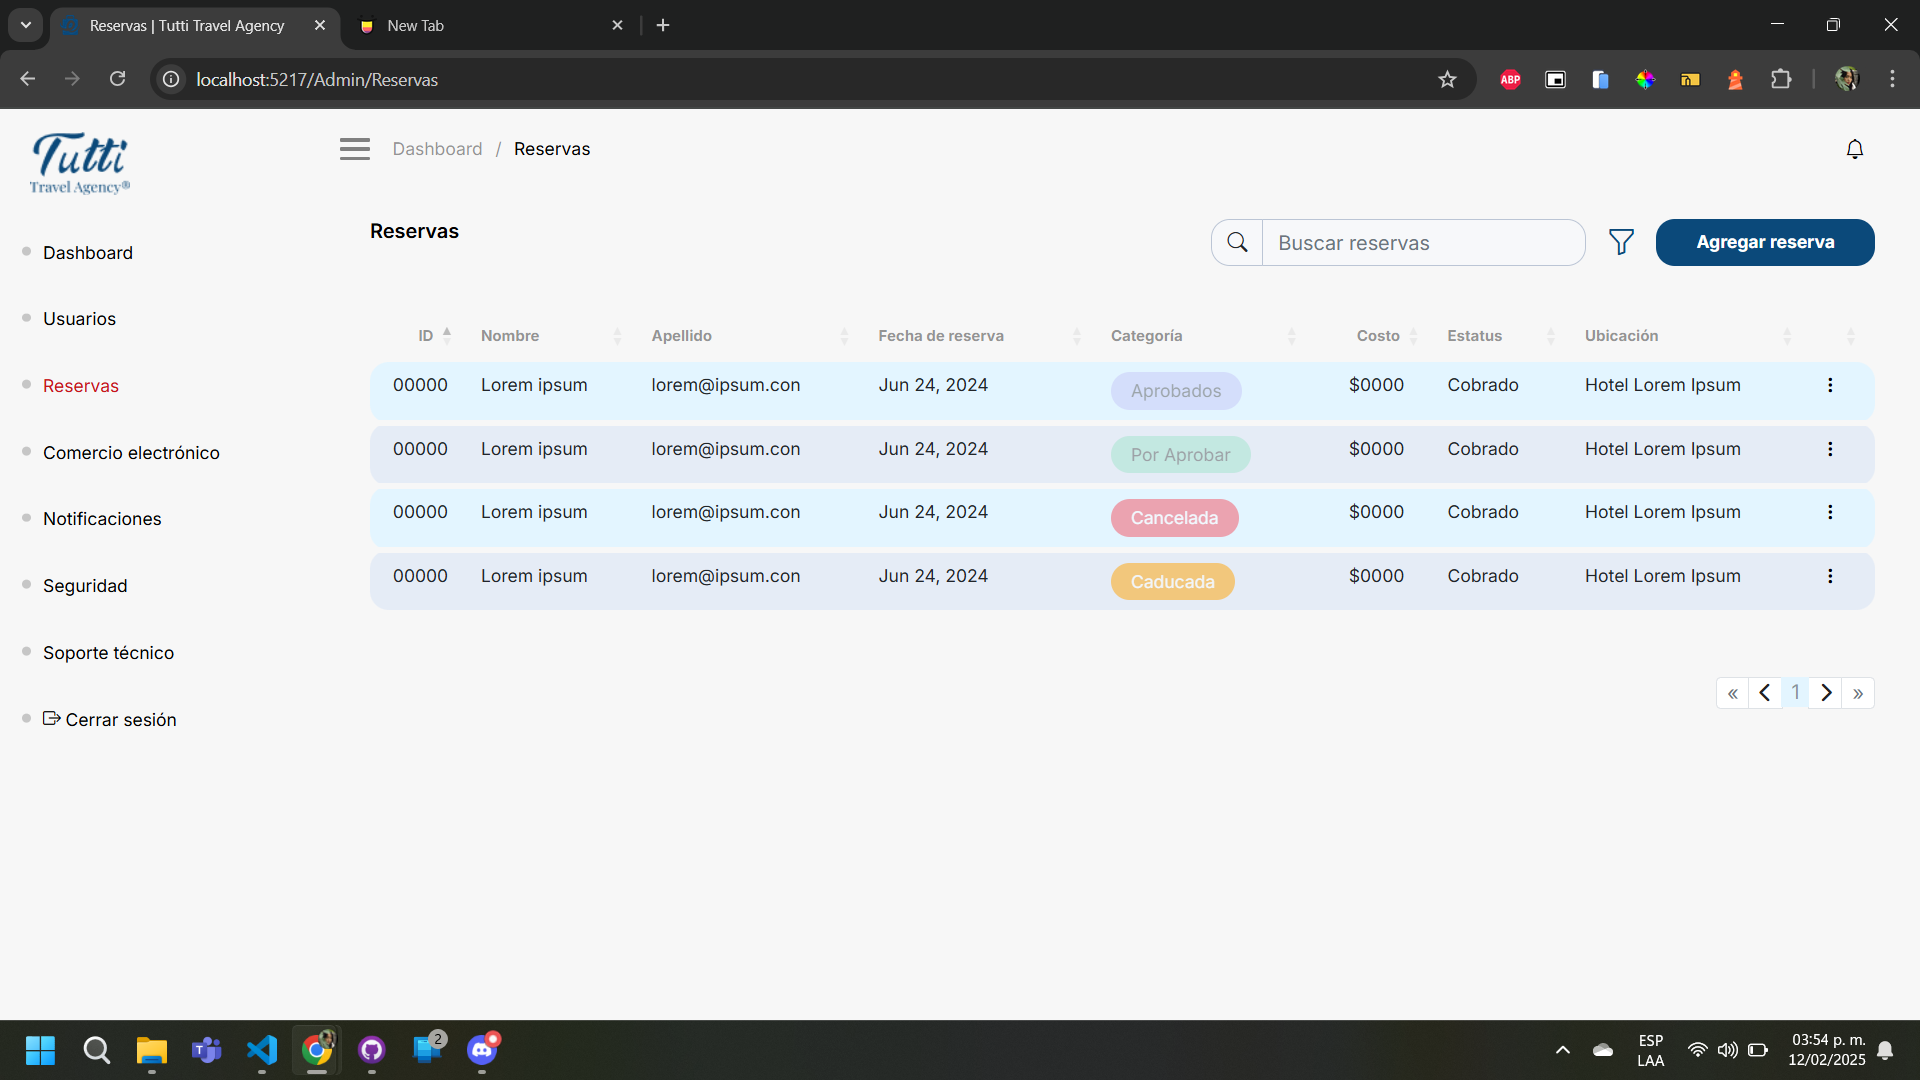 Reservas | Tutti Travel Agency
New Tab
localhost:5217/Admin/Reservas
ABP
Tutti
Travel Agency®
Dashboard / Reservas
Dashboard
Usuarios
Reservas
Comercio electrónico
Notificaciones
Seguridad
Soporte técnico
Cerrar sesión
Reservas
Buscar reservas
Agregar reserva
ID Nombre Apellido Fecha de reserva Categoría Costo Estatus Ubicación
00000 Lorem ipsum lorem@ipsum.con Jun 24, 2024 Aprobados $0000 Cobrado Hotel Lorem Ipsum
00000 Lorem ipsum lorem@ipsum.con Jun 24, 2024 Por Aprobar $0000 Cobrado Hotel Lorem Ipsum
00000 Lorem ipsum lorem@ipsum.con Jun 24, 2024 Cancelada $0000 Cobrado Hotel Lorem Ipsum
00000 Lorem ipsum lorem@ipsum.con Jun 24, 2024 Caducada $0000 Cobrado Hotel Lorem Ipsum
« 1 »
T
2
ESP
LAA
03:54 p. m.
12/02/2025